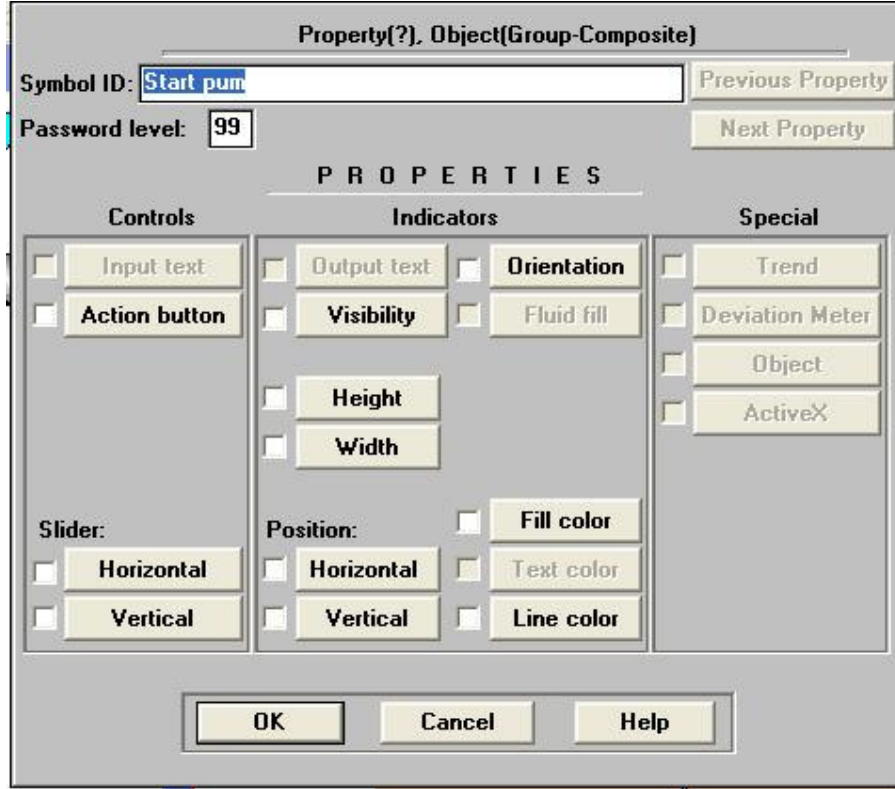 Property(?), Object(Group-Composite)
Symbol ID: Start pum Previous Property
Password level: 99 Next Property
P R O P E R T I E S
Controls Indicators Special
Input text Output text Orientation Trend
Action button Visibility Fluid fill Deviation Meter
Object
Height ActiveX
Width
Slider: Position: Fill color
Horizontal Horizontal Text color
Vertical Vertical Line color
OK Cancel Help